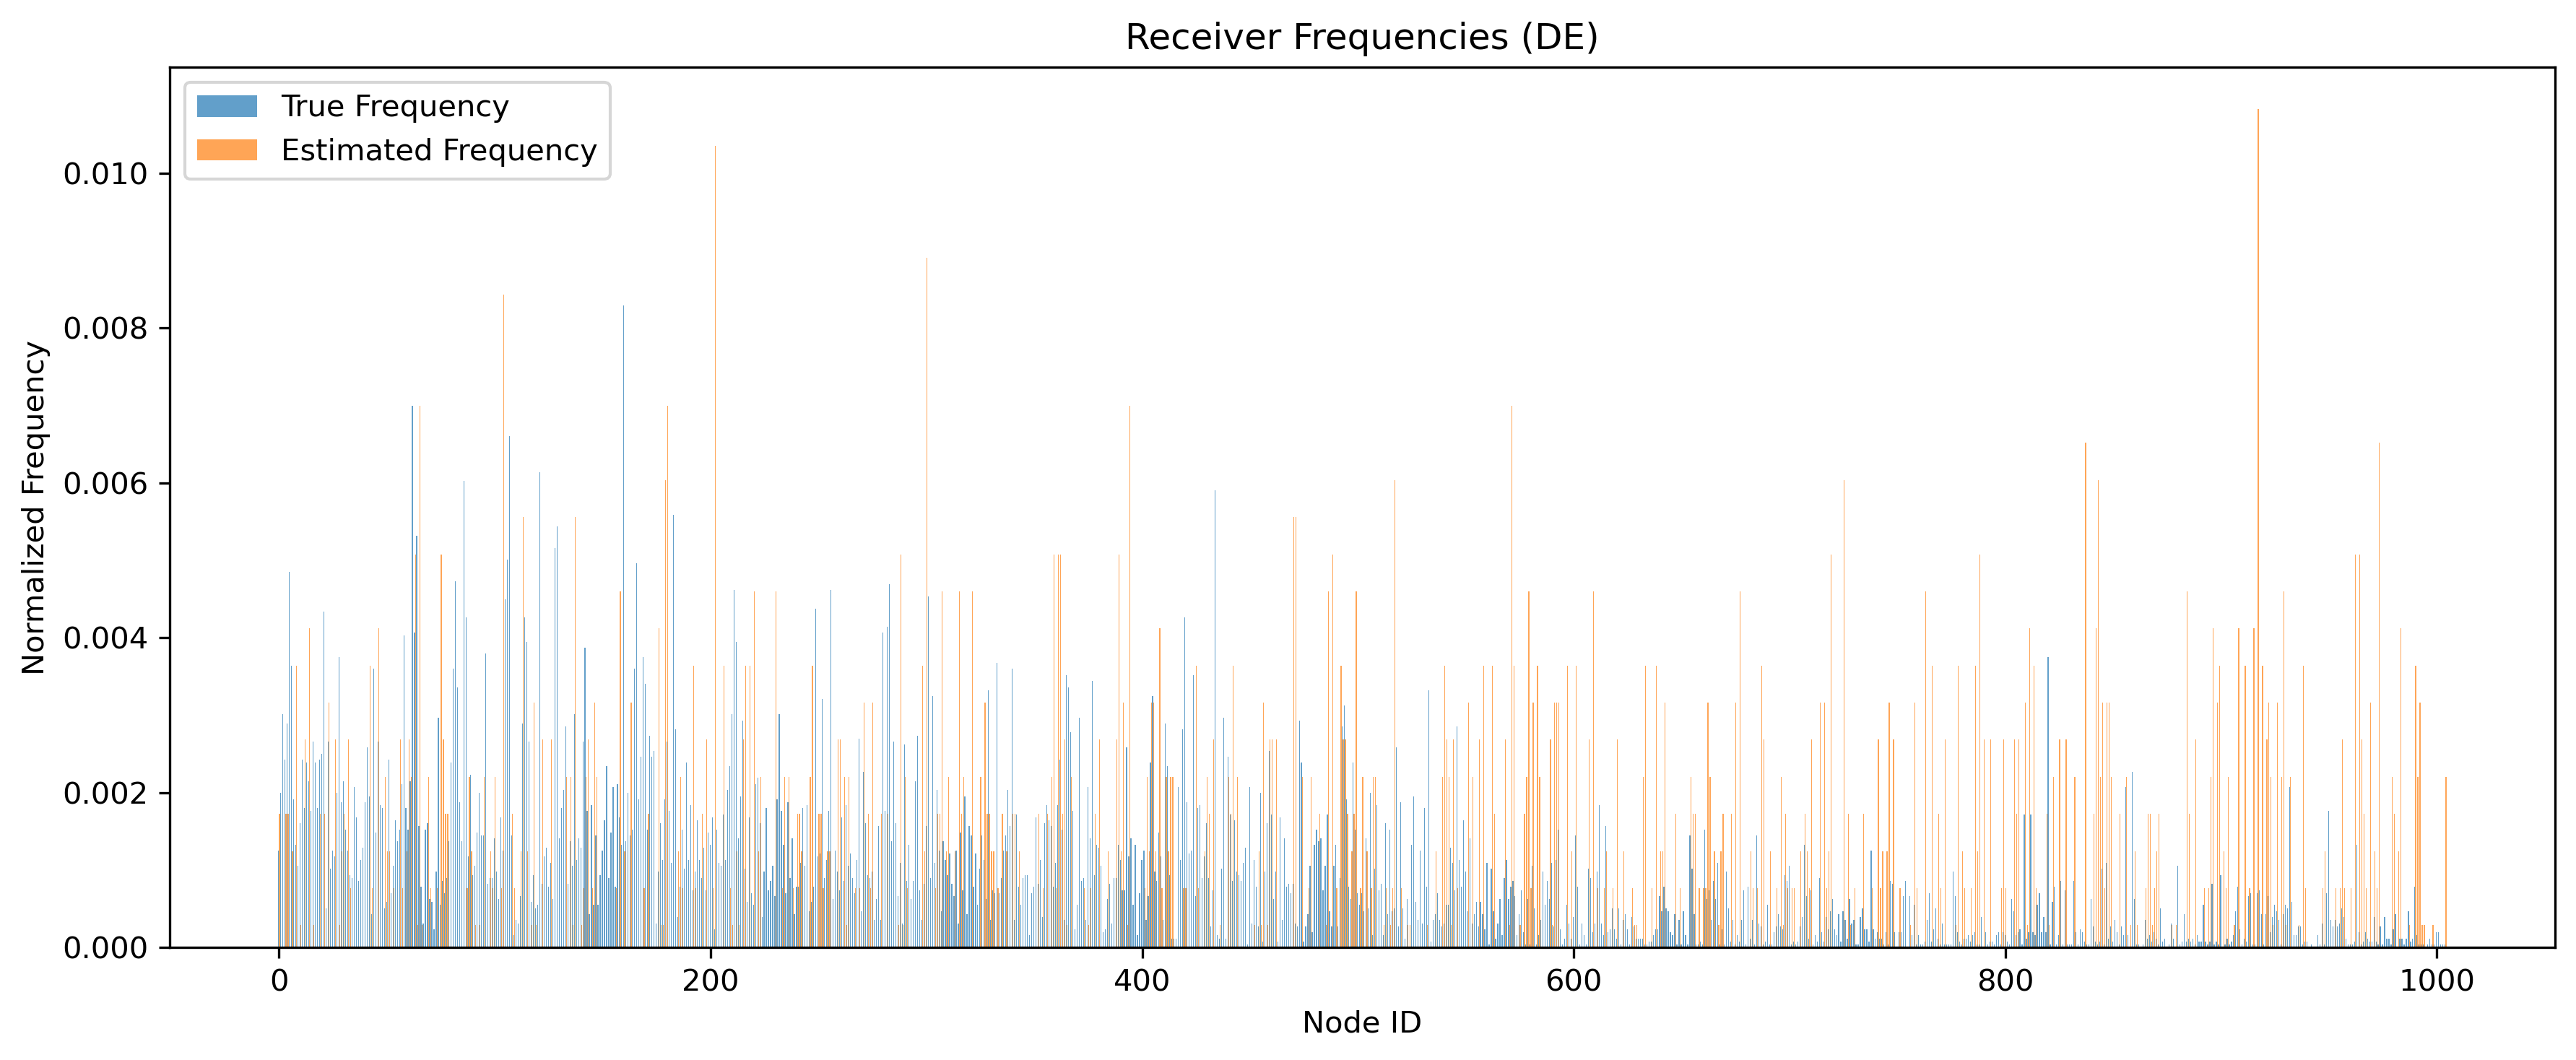 Receiver Frequencies (DE)
True Frequency
Estimated Frequency
Normalized Frequency
0.010
0.008
0.006
0.004
0.002
0.000
0 200 400 600 800 1000
Node ID